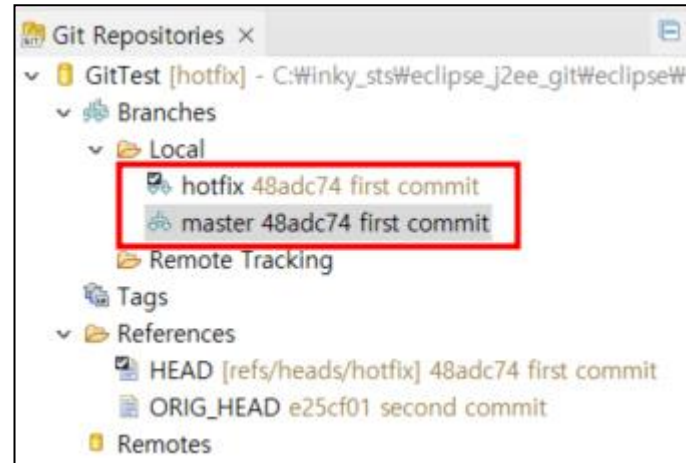 Git Repositories ×
GitTest [hotfix] - C:₩inky_sts₩eclipse_j2ee_git₩eclipse₩
Branches
Local
hotfix 48adc74 first commit
master 48adc74 first commit
Remote Tracking
Tags
References
HEAD [refs/heads/hotfix] 48adc74 first commit
ORIG_HEAD e25cf01 second commit
Remotes